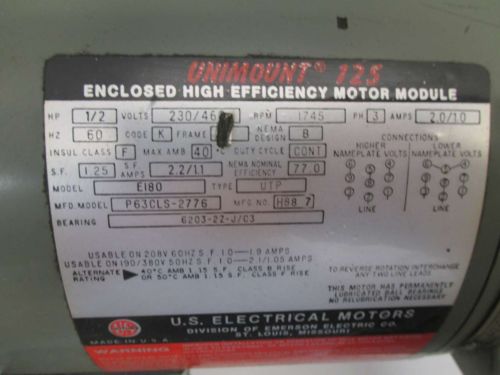 UNIMOUNT® 125
ENCLOSED HIGH EFFICIENCY MOTOR MODULE
HP 1/2 VOLTS 230/46 RPM 1745 PH 3 AMPS 2.0/1.0
HZ 60 CODE K FRAME NEMA DESIGN B CONNECTIONS
INSUL CLASS F MAX AMB 40°C DUTY CYCLE CONT
HIGHER NAMEPLATE VOLTS LOWER NAMEPLATE VOLTS
S.F. 1.25 S.F. AMPS 2.2/1.1 NEMA NOMINAL EFFICIENCY 77.0
MODEL E180 TYPE UTP
MFG. MODEL P63CLS-2776 MFG. NO. H88 7
LINE LINE
BEARING 6203-2Z-J/C3
USABLE ON 208V 60HZ S.F. 1.0 — 1.9 AMPS
USABLE ON 190/380V 50HZ S.F. 1.0 — 2.1/1.05 AMPS
TO REVERSE ROTATION INTERCHANGE
ANY TWO LINE LEADS
ALTERNATE RATING 40°C AMB 1.15 S.F. CLASS B RISE
OR 50°C AMB 1.15 S.F. CLASS F RISE
THIS MOTOR HAS PERMANENTLY
LUBRICATED BALL BEARINGS
NO RELUBRICATION NECESSARY
U.S. ELECTRICAL MOTORS
DIVISION OF EMERSON ELECTRIC CO.
ST. LOUIS, MISSOURI
MADE IN U.S.A.
WARNING